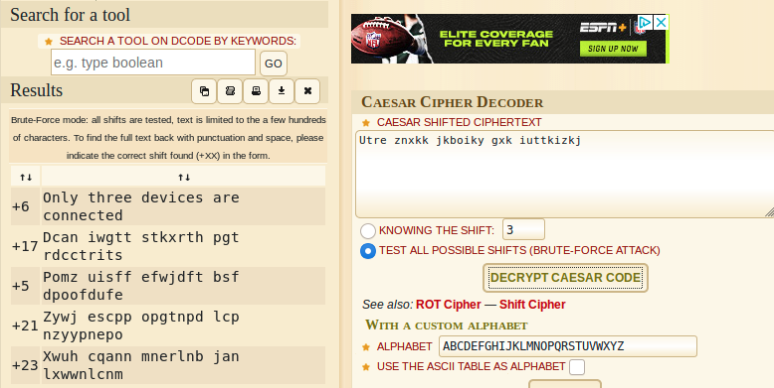 Search for a tool
SEARCH A TOOL ON DCODE BY KEYWORDS:
e.g. type boolean
GO
Results
Brute-Force mode: all shifts are tested, text is limited to the a few hundreds
of characters. To find the full text back with punctuation and space, please
indicate the correct shift found (+XX) in the form.
↑↓ ↑↓
+6 Only three devices are
connected
+17 Dcan iwgtt stkxrth pgt
rdcctrits
+5 Pomz uisff efwjdft bsf
dpoofdufe
+21 Zywj escpp opgtnpd lcp
nzyypnepo
+23 Xwuh cqann mnerlnb jan
lxwwnlcnm
NFL
ELITE COVERAGE
FOR EVERY FAN
ESPN+
SIGN UP NOW
CAESAR CIPHER DECODER
CAESAR SHIFTED CIPHERTEXT
Utre znxkk jkboiky gxk iuttkizkj
KNOWING THE SHIFT: 3
TEST ALL POSSIBLE SHIFTS (BRUTE-FORCE ATTACK)
DECRYPT CAESAR CODE
See also: ROT Cipher — Shift Cipher
WITH A CUSTOM ALPHABET
ALPHABET ABCDEFGHIJKLMNOPQRSTUVWXYZ
USE THE ASCII TABLE AS ALPHABET